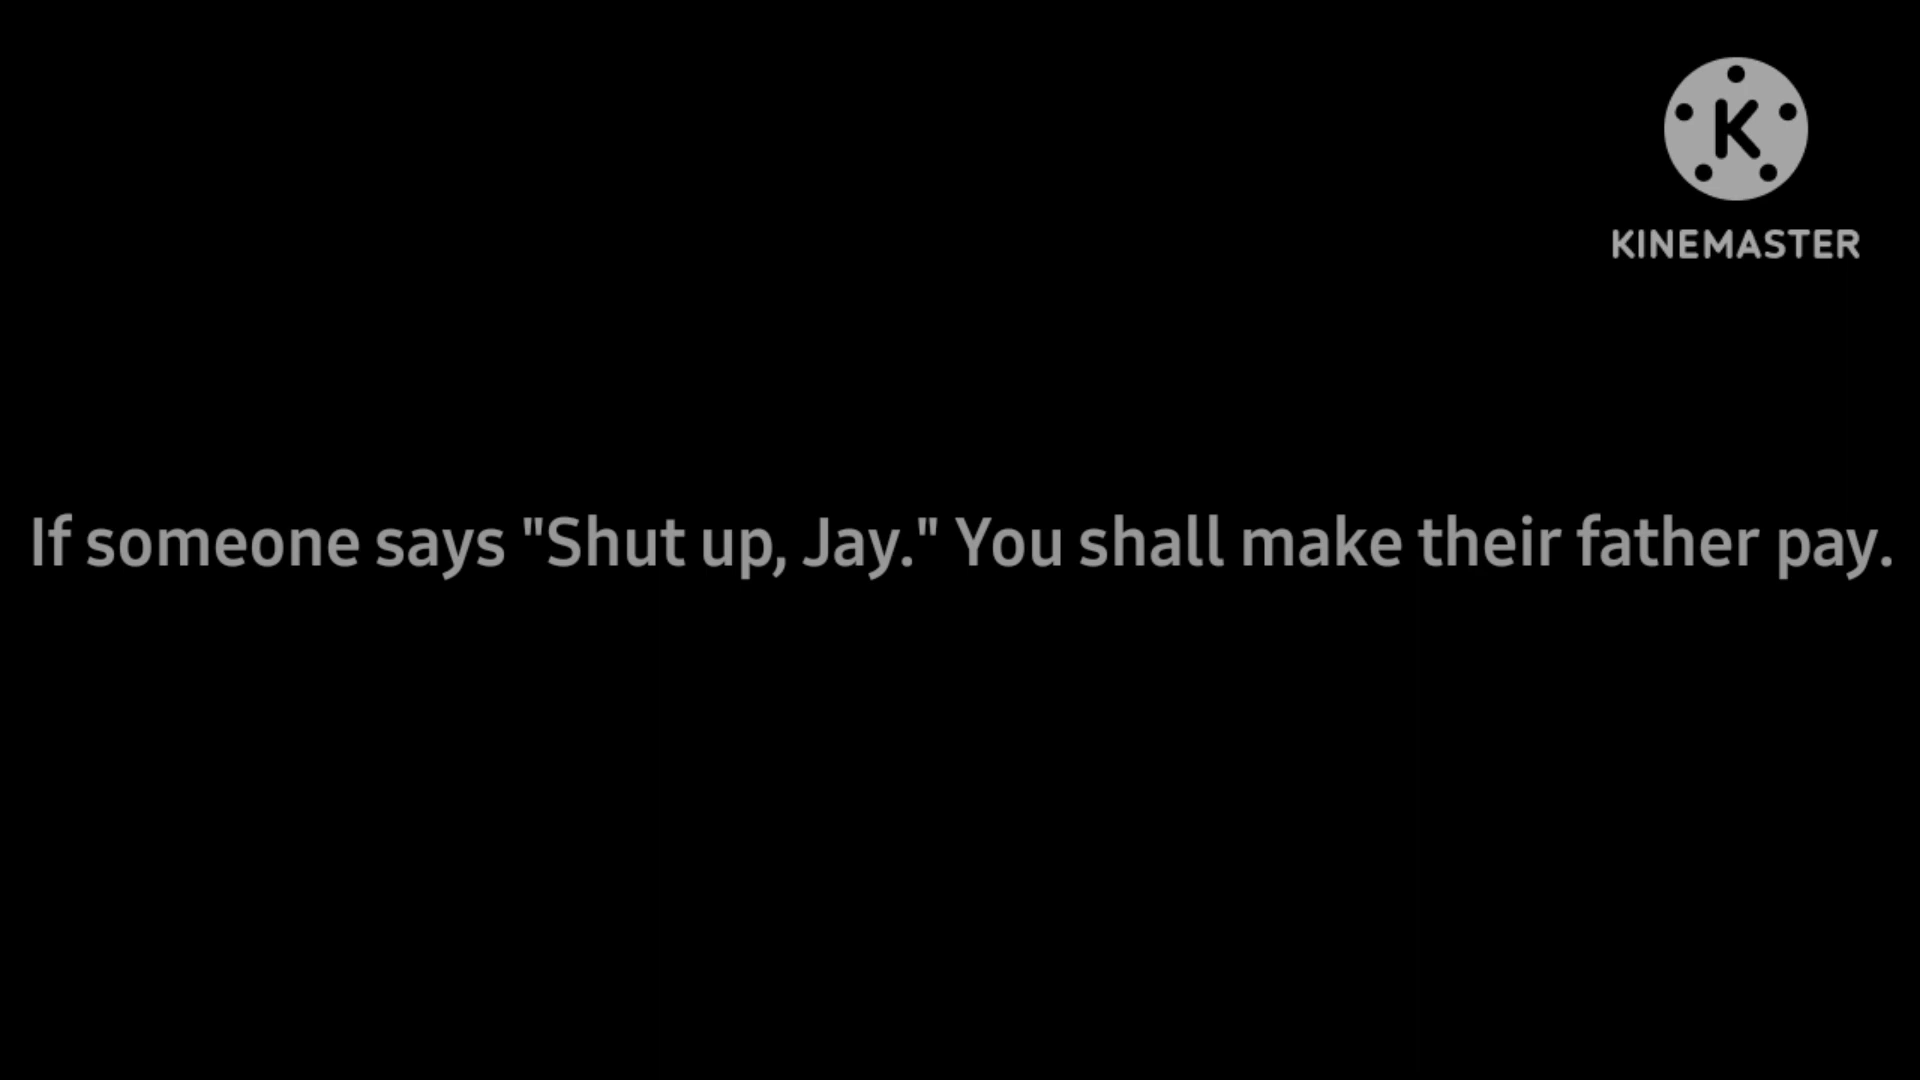 K
KINEMASTER
If someone says "Shut up, Jay." You shall make their father pay.